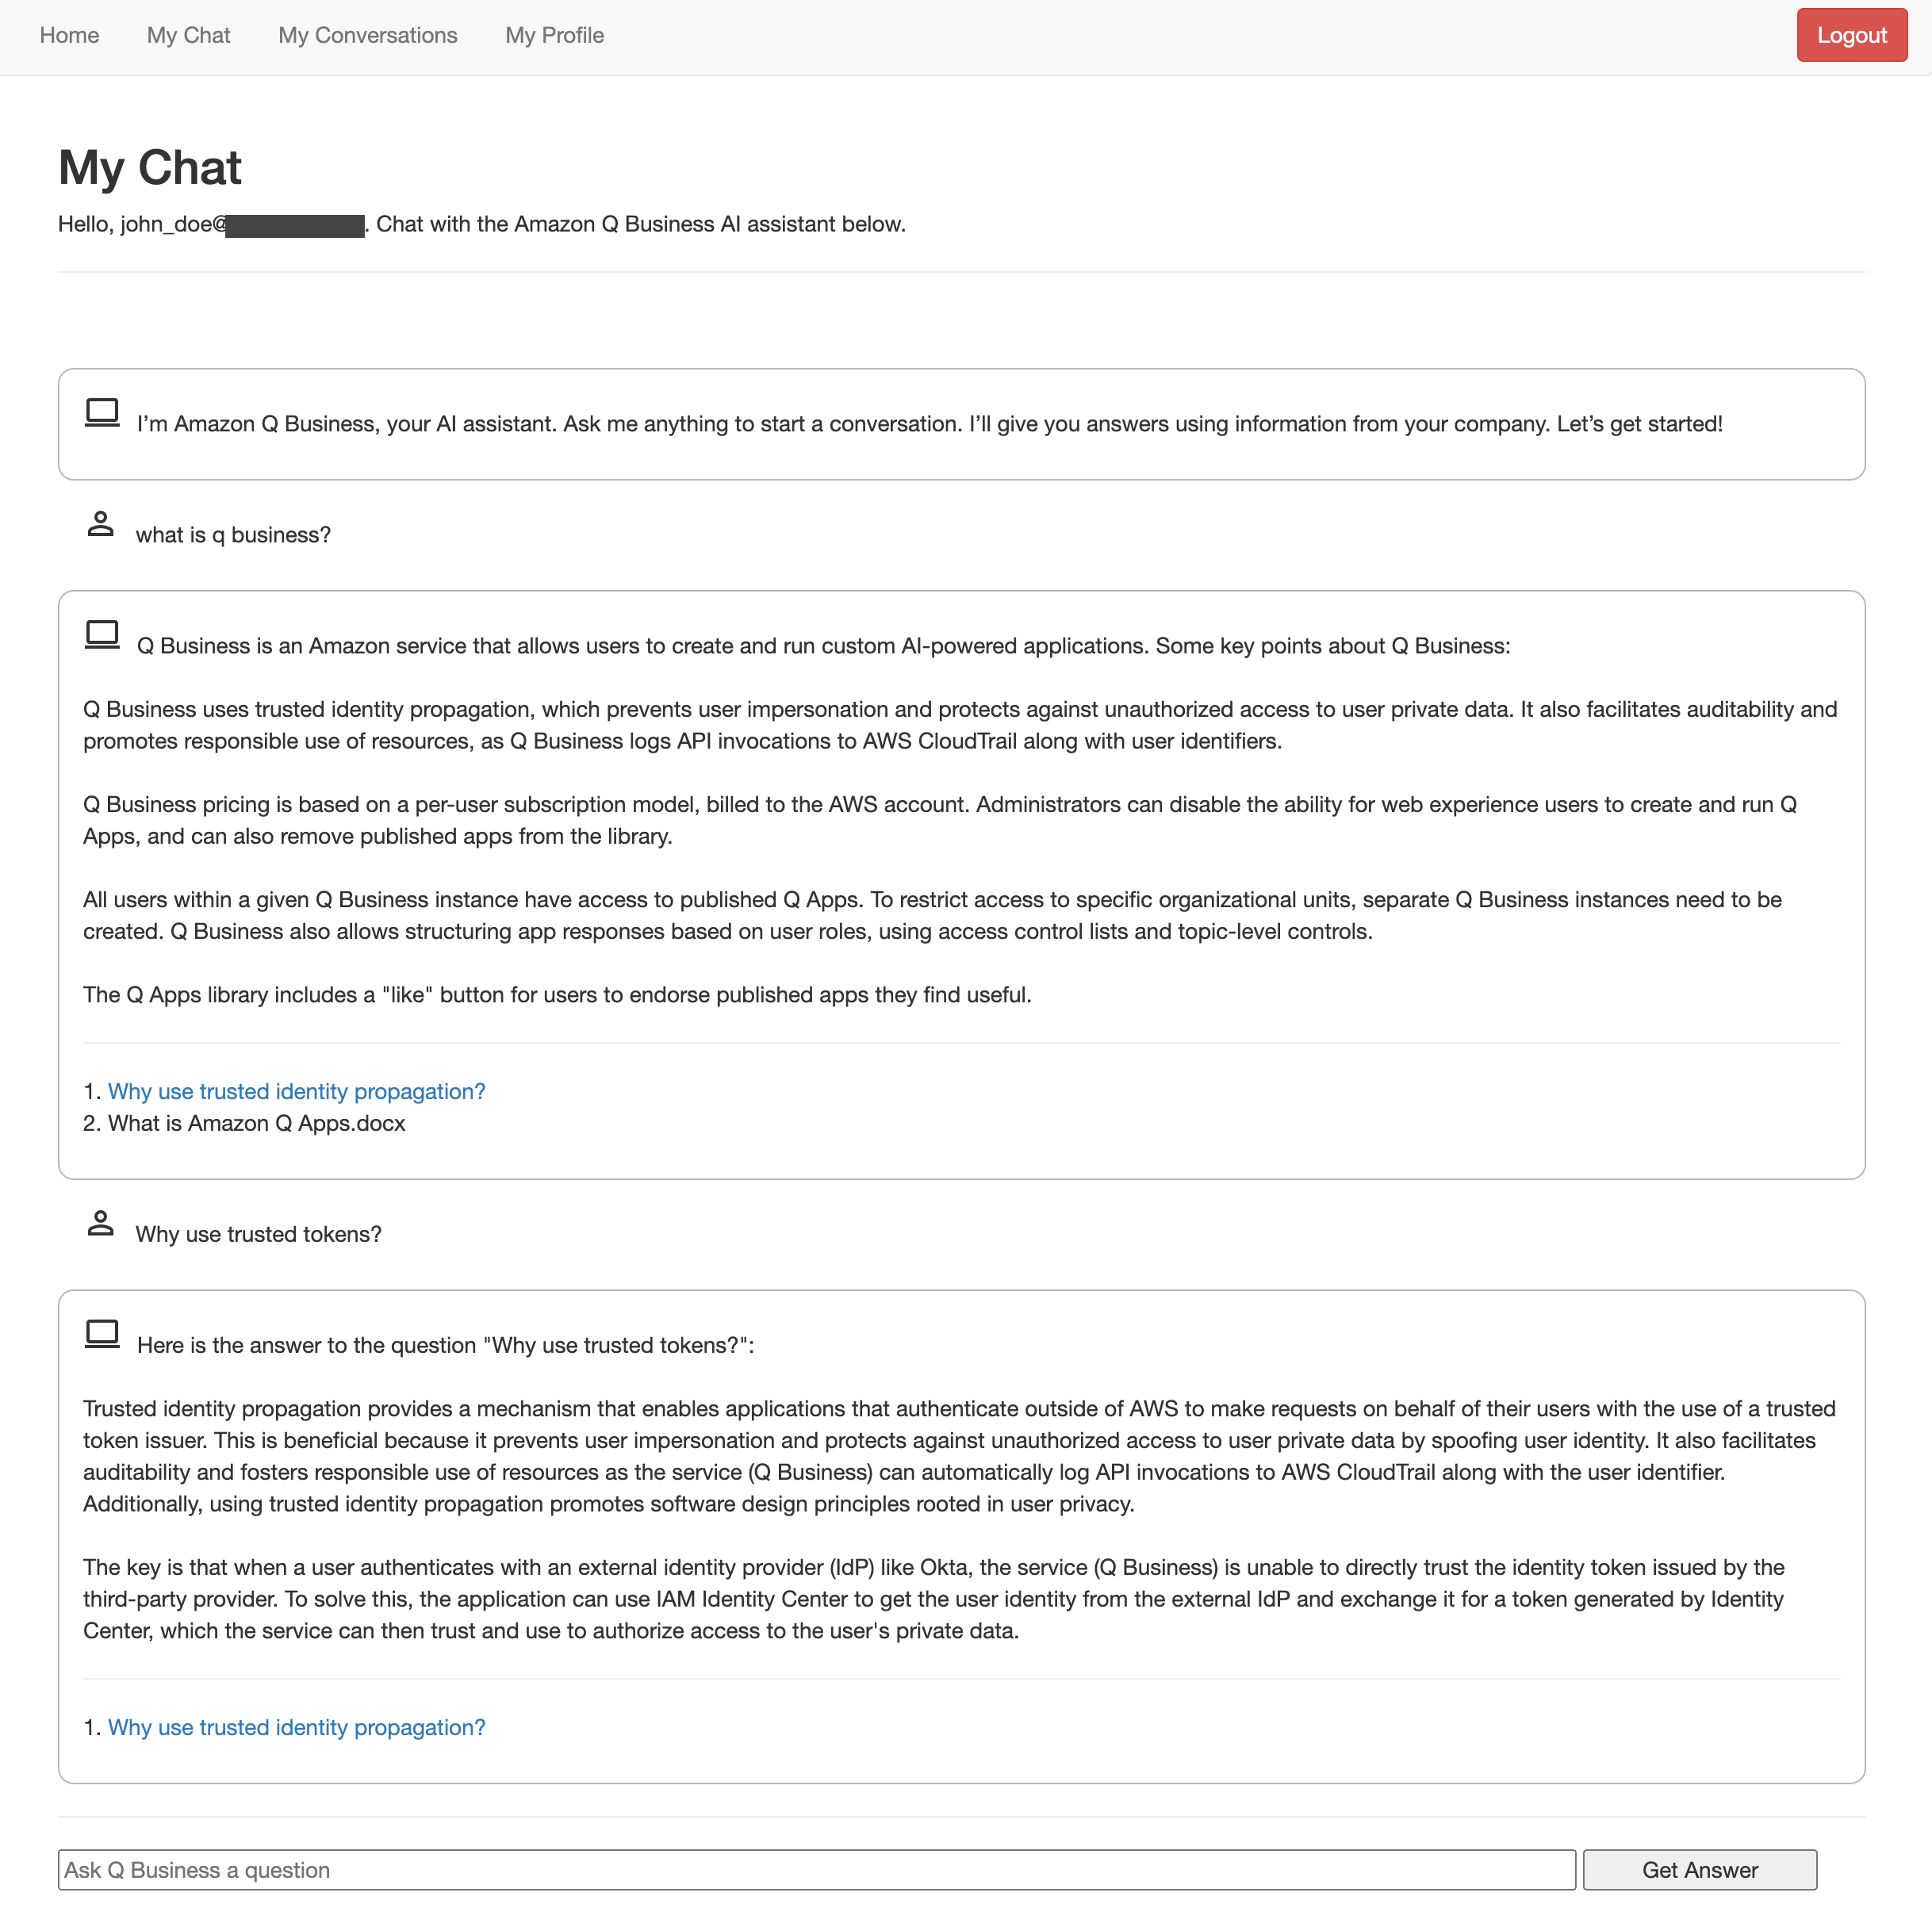 Home My Chat My Conversations My Profile Logout
My Chat
Hello, john_doe@ . Chat with the Amazon Q Business AI assistant below.
I’m Amazon Q Business, your AI assistant. Ask me anything to start a conversation. I’ll give you answers using information from your company. Let’s get started!
what is q business?
Q Business is an Amazon service that allows users to create and run custom AI-powered applications. Some key points about Q Business:
Q Business uses trusted identity propagation, which prevents user impersonation and protects against unauthorized access to user private data. It also facilitates auditability and
promotes responsible use of resources, as Q Business logs API invocations to AWS CloudTrail along with user identifiers.
Q Business pricing is based on a per-user subscription model, billed to the AWS account. Administrators can disable the ability for web experience users to create and run Q
Apps, and can also remove published apps from the library.
All users within a given Q Business instance have access to published Q Apps. To restrict access to specific organizational units, separate Q Business instances need to be
created. Q Business also allows structuring app responses based on user roles, using access control lists and topic-level controls.
The Q Apps library includes a "like" button for users to endorse published apps they find useful.
1. Why use trusted identity propagation?
2. What is Amazon Q Apps.docx
Why use trusted tokens?
Here is the answer to the question "Why use trusted tokens?":
Trusted identity propagation provides a mechanism that enables applications that authenticate outside of AWS to make requests on behalf of their users with the use of a trusted
token issuer. This is beneficial because it prevents user impersonation and protects against unauthorized access to user private data by spoofing user identity. It also facilitates
auditability and fosters responsible use of resources as the service (Q Business) can automatically log API invocations to AWS CloudTrail along with the user identifier.
Additionally, using trusted identity propagation promotes software design principles rooted in user privacy.
The key is that when a user authenticates with an external identity provider (IdP) like Okta, the service (Q Business) is unable to directly trust the identity token issued by the
third-party provider. To solve this, the application can use IAM Identity Center to get the user identity from the external IdP and exchange it for a token generated by Identity
Center, which the service can then trust and use to authorize access to the user's private data.
1. Why use trusted identity propagation?
Ask Q Business a question Get Answer